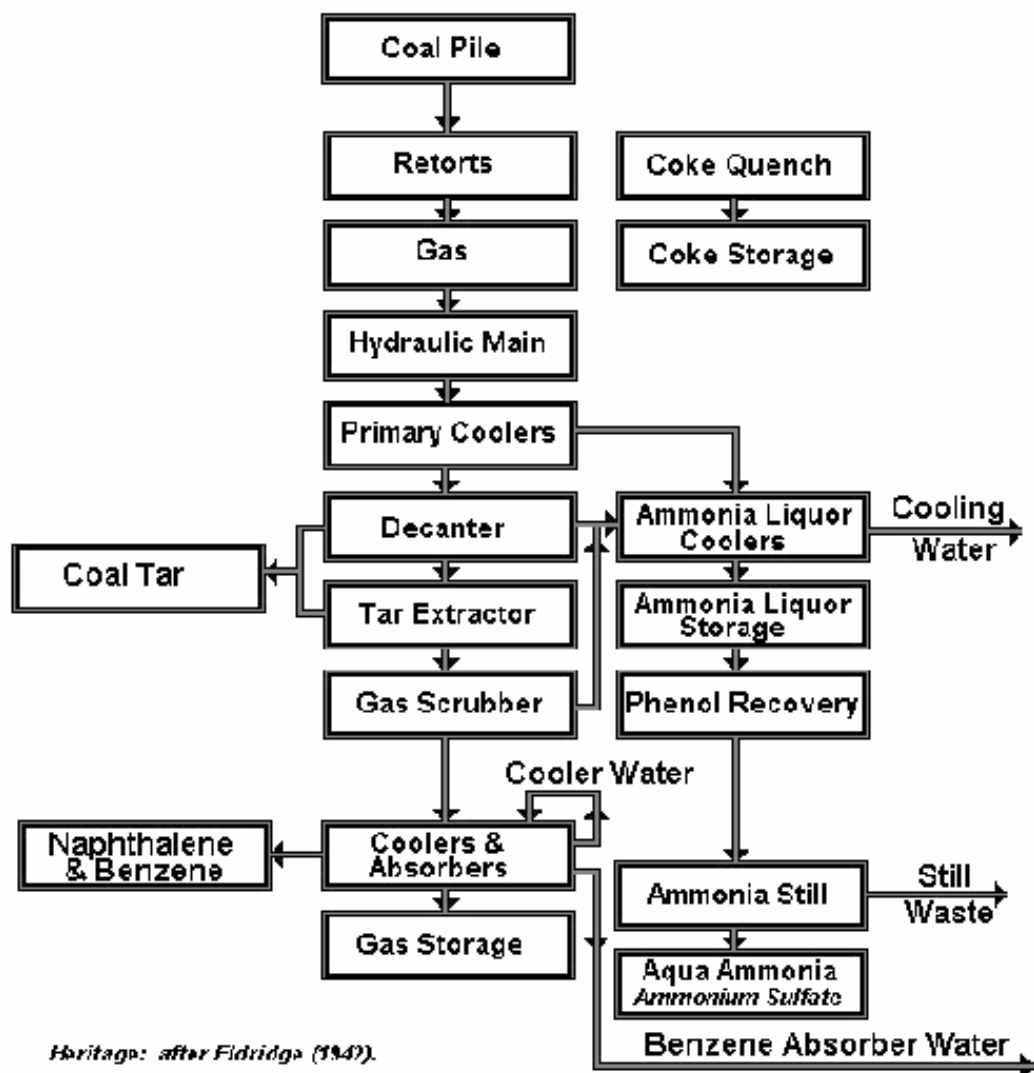 Coal Pile
Retorts
Coke Quench
Gas
Coke Storage
Hydraulic Main
Primary Coolers
Decanter
Ammonia Liquor
Coolers
Cooling
Water
Coal Tar
Tar Extractor
Ammonia Liquor
Storage
Gas Scrubber
Phenol Recovery
Cooler Water
Naphthalene
& Benzene
Coolers &
Absorbers
Ammonia Still
Still
Waste
Gas Storage
Aqua Ammonia
Ammonium Sulfate
Benzene Absorber Water
Heritage: after Eldridge